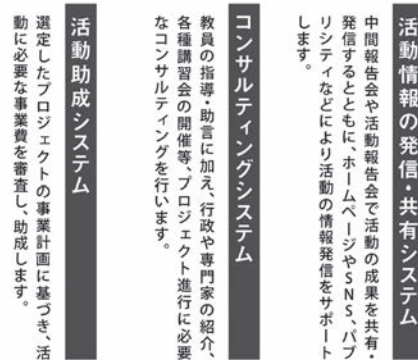 活動情報の発信・共有システム
中間報告会や活動報告会で活動の成果を共有・
発信するとともに、ホームページやSNS、パブ
リシティなどにより活動の情報発信をサポート
します。
コンサルティングシステム
教員の指導・助言に加え、行政や専門家の紹介、
各種講習会の開催等、プロジェクト進行に必要
なコンサルティングを行います。
活動助成システム
選定したプロジェクトの事業計画に基づき、活
動に必要な事業費を審査し、助成します。